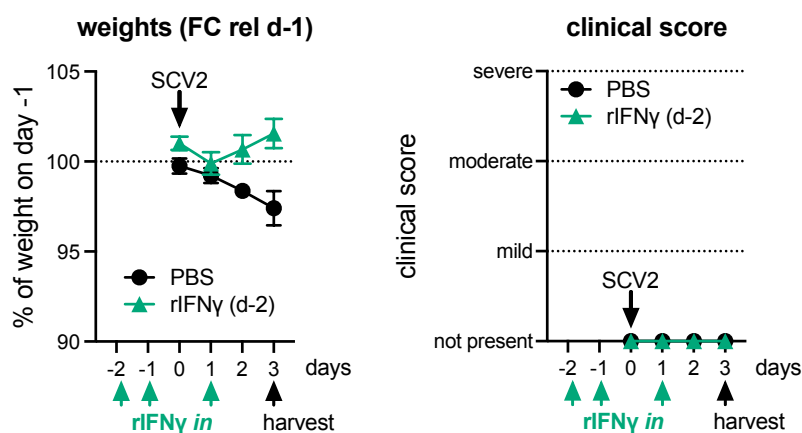 weights (FC rel d-1)
% of weight on day -1
105
100
95
90
SCV2
PBS
rIFNγ (d-2)
-2 -1 0 1 2 3 days
rIFNγ in
harvest
clinical score
clinical score
severe
moderate
mild
not present
PBS
rIFNγ (d-2)
SCV2
-2 -1 0 1 2 3 days
rIFNγ in
harvest